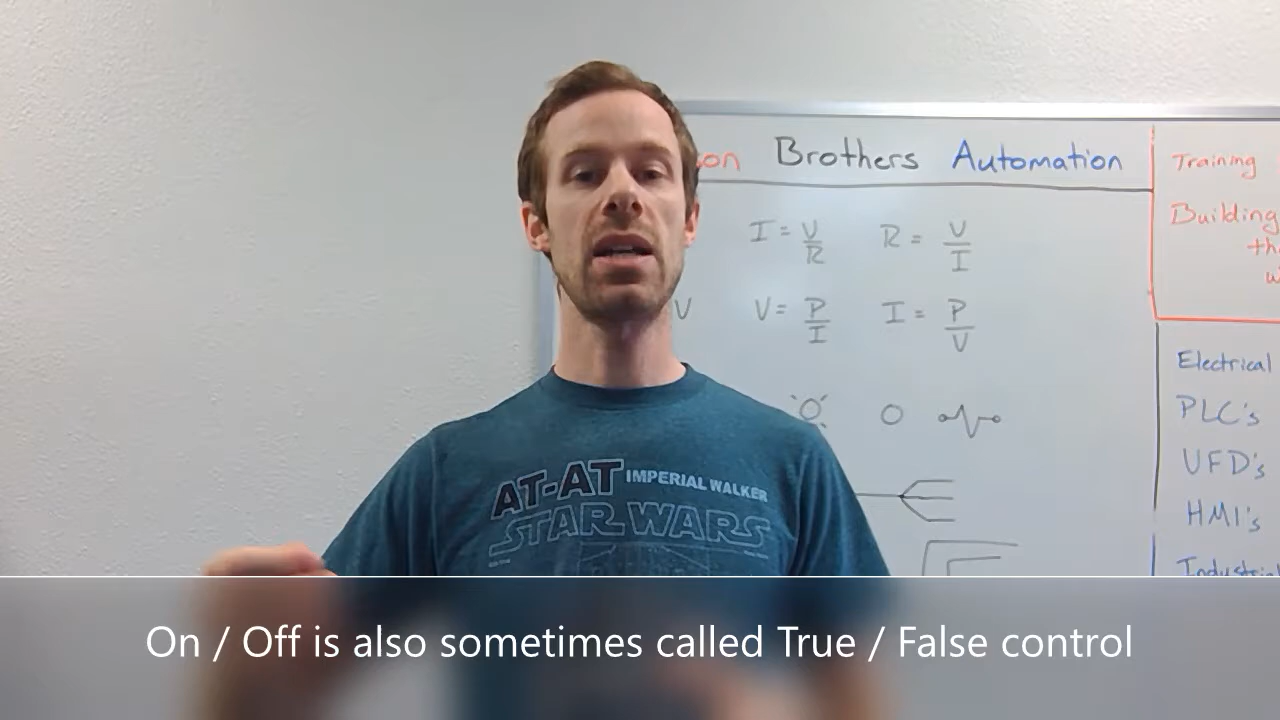 Brothers Automation
Training
Building
I = V/R R = V/I
V V = P/I I = P/V
Electrical
PLC's
VFD's
HMI's
AT-AT IMPERIAL WALKER
STAR WARS
On / Off is also sometimes called True / False control